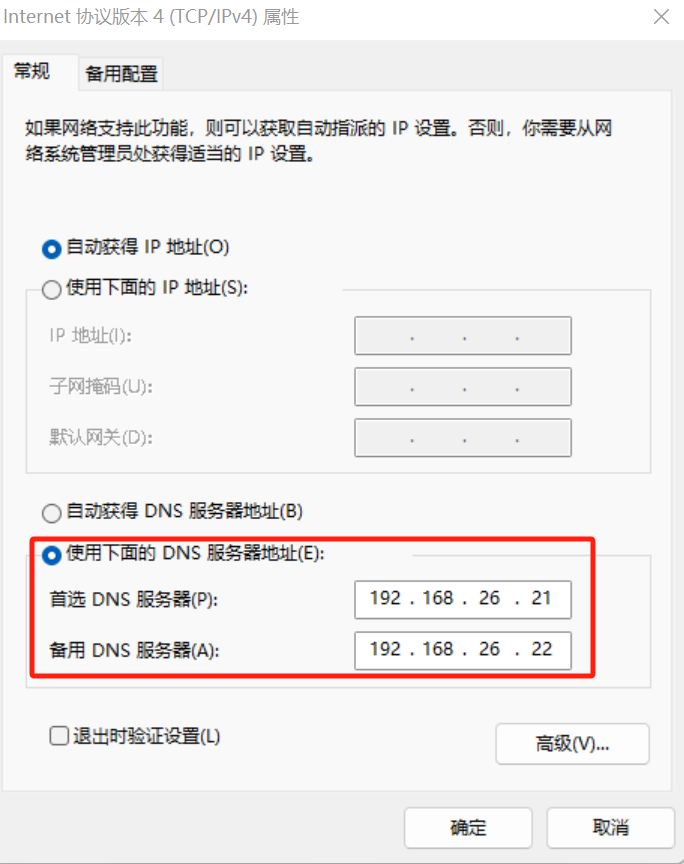 Internet 协议版本 4 (TCP/IPv4) 属性
常规
备用配置
如果网络支持此功能，则可以获取自动指派的 IP 设置。否则，你需要从网
络系统管理员处获得适当的 IP 设置。
自动获得 IP 地址(O)
使用下面的 IP 地址(S):
IP 地址(I):
子网掩码(U):
默认网关(D):
自动获得 DNS 服务器地址(B)
使用下面的 DNS 服务器地址(E):
首选 DNS 服务器(P): 192 . 168 . 26 . 21
备用 DNS 服务器(A): 192 . 168 . 26 . 22
退出时验证设置(L)
高级(V)...
确定
取消